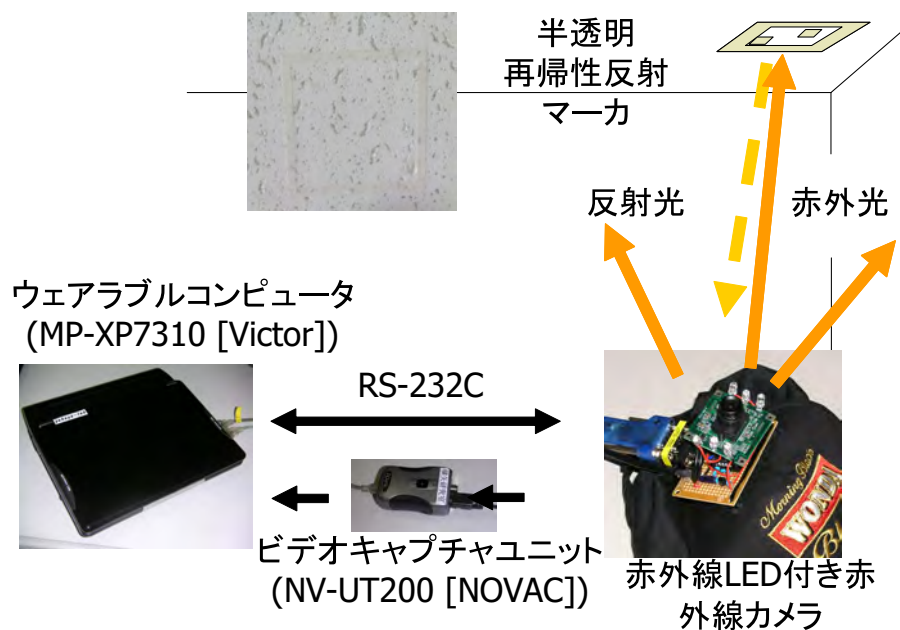 半透明
再帰性反射
マーカ
反射光
赤外光
ウェアラブルコンピュータ
(MP-XP7310 [Victor])
RS-232C
ビデオキャプチャユニット
(NV-UT200 [NOVAC])
赤外線LED付き赤
外線カメラ
Morning
WONDA